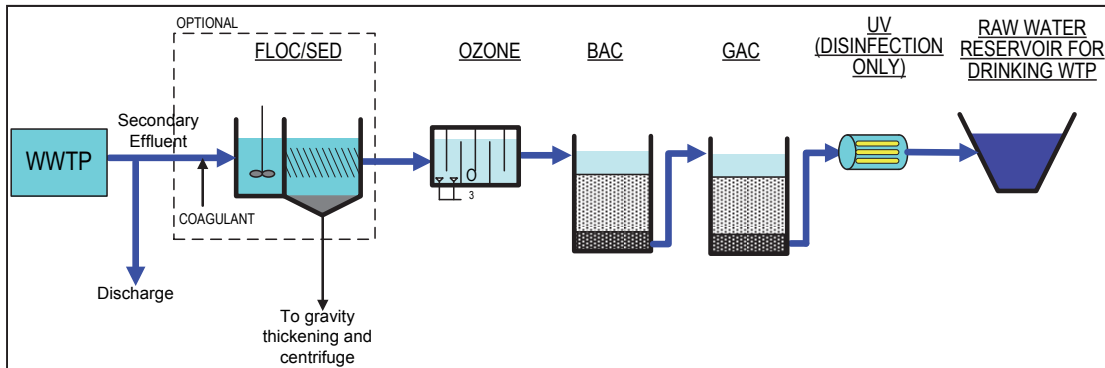 OPTIONAL
FLOC/SED
OZONE
BAC
GAC
UV
(DISINFECTION
ONLY)
RAW WATER
RESERVOIR FOR
DRINKING WTP
WWTP
Secondary
Effluent
COAGULANT
O
3
Discharge
To gravity
thickening and
centrifuge